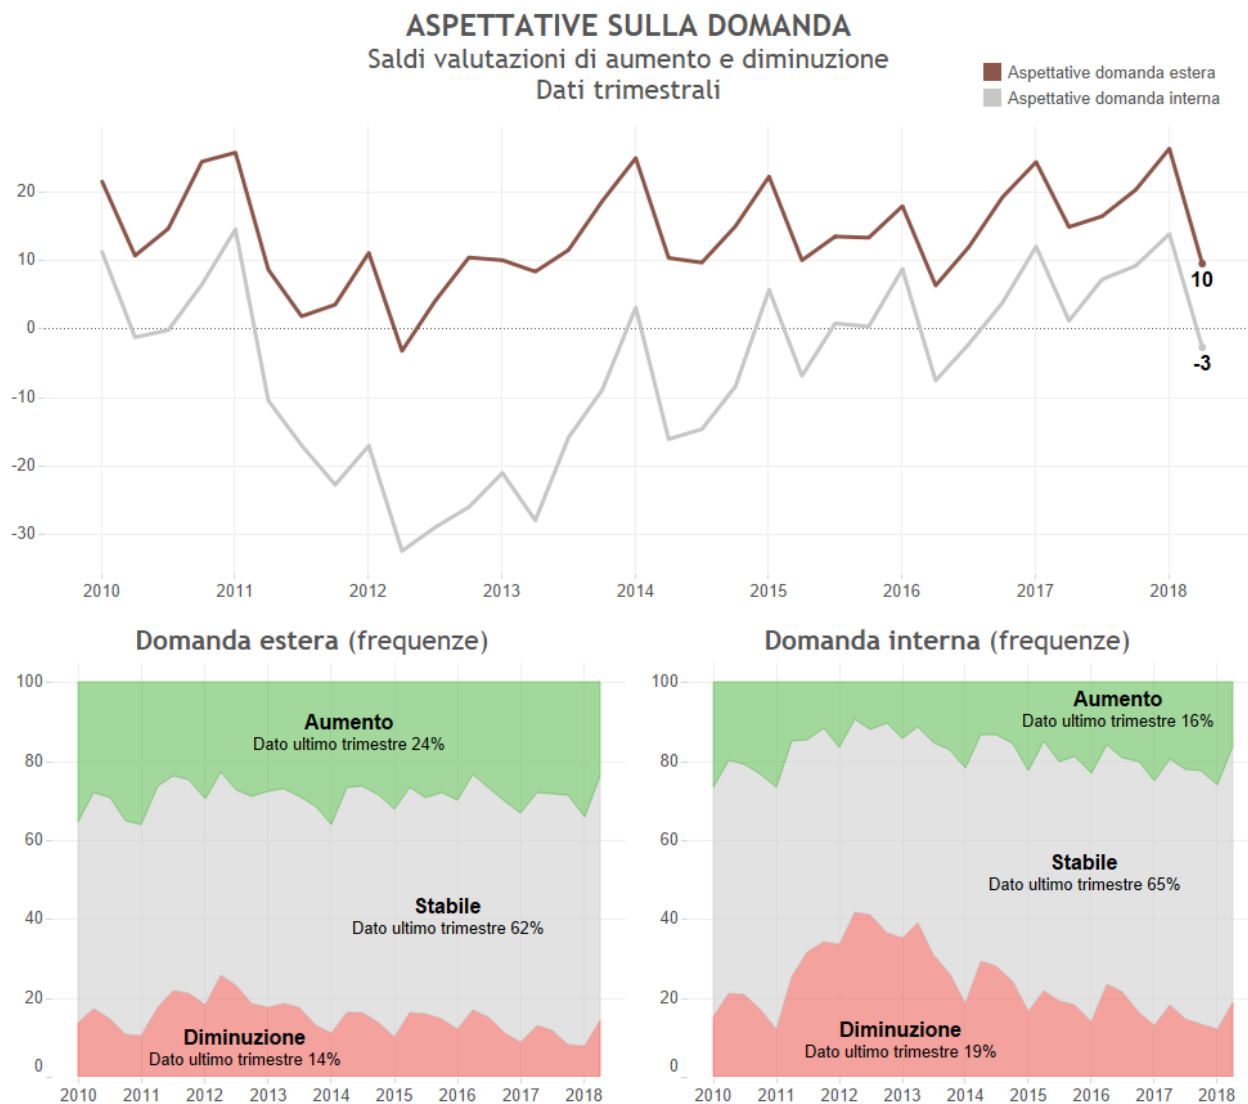 ASPETTATIVE SULLA DOMANDA
Saldi valutazioni di aumento e diminuzione
Dati trimestrali
Aspettative domanda estera
Aspettative domanda interna
20
10
0
-10
-20
-30
10
-3
2010 2011 2012 2013 2014 2015 2016 2017 2018
Domanda estera (frequenze)
100
80
60
40
20
0
Aumento
Dato ultimo trimestre 24%
Stabile
Dato ultimo trimestre 62%
Diminuzione
Dato ultimo trimestre 14%
2010 2011 2012 2013 2014 2015 2016 2017 2018
Domanda interna (frequenze)
100
80
60
40
20
0
Aumento
Dato ultimo trimestre 16%
Stabile
Dato ultimo trimestre 65%
Diminuzione
Dato ultimo trimestre 19%
2010 2011 2012 2013 2014 2015 2016 2017 2018